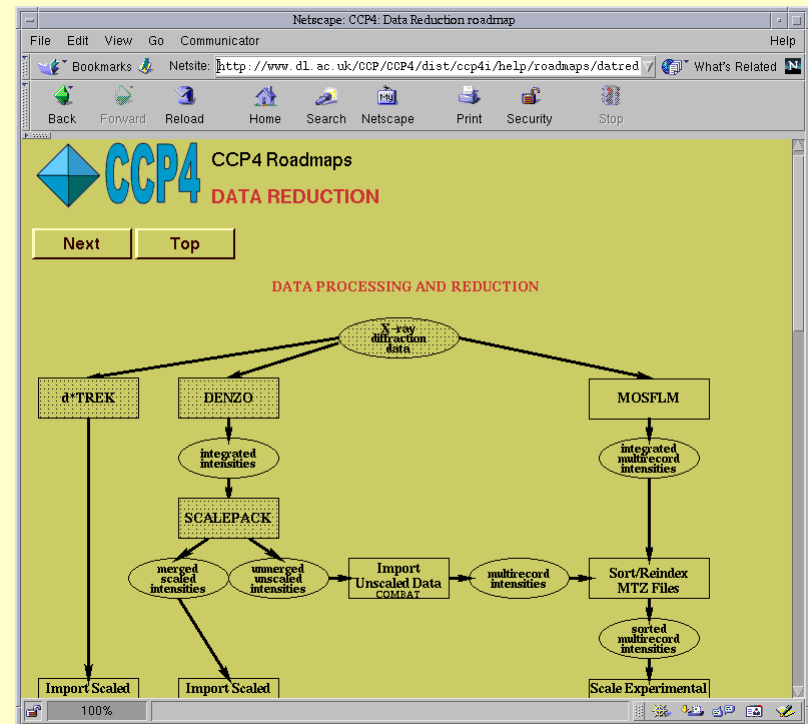 Netscape: CCP4: Data Reduction roadmap
File Edit View Go Communicator Help
Bookmarks Netsite: http://www.dl.ac.uk/CCP/CCP4/dist/ccp4i/help/roadmaps/datred What's Related N
Back Forward Reload Home Search Netscape Print Security Stop
My
CCP4
CCP4 Roadmaps
DATA REDUCTION
Next Top
DATA PROCESSING AND REDUCTION
X-ray
diffraction
data
d*TREK DENZO MOSFLM
integrated
intensities
integrated
multirecord
intensities
SCALEPACK
merged
scaled
intensities
unmerged
unscaled
intensities
Import
Unscaled Data
COMBAT
multirecord
intensities
Sort/Reindex
MTZ Files
sorted
multirecord
intensities
Import Scaled Import Scaled Scale Experimental
100%